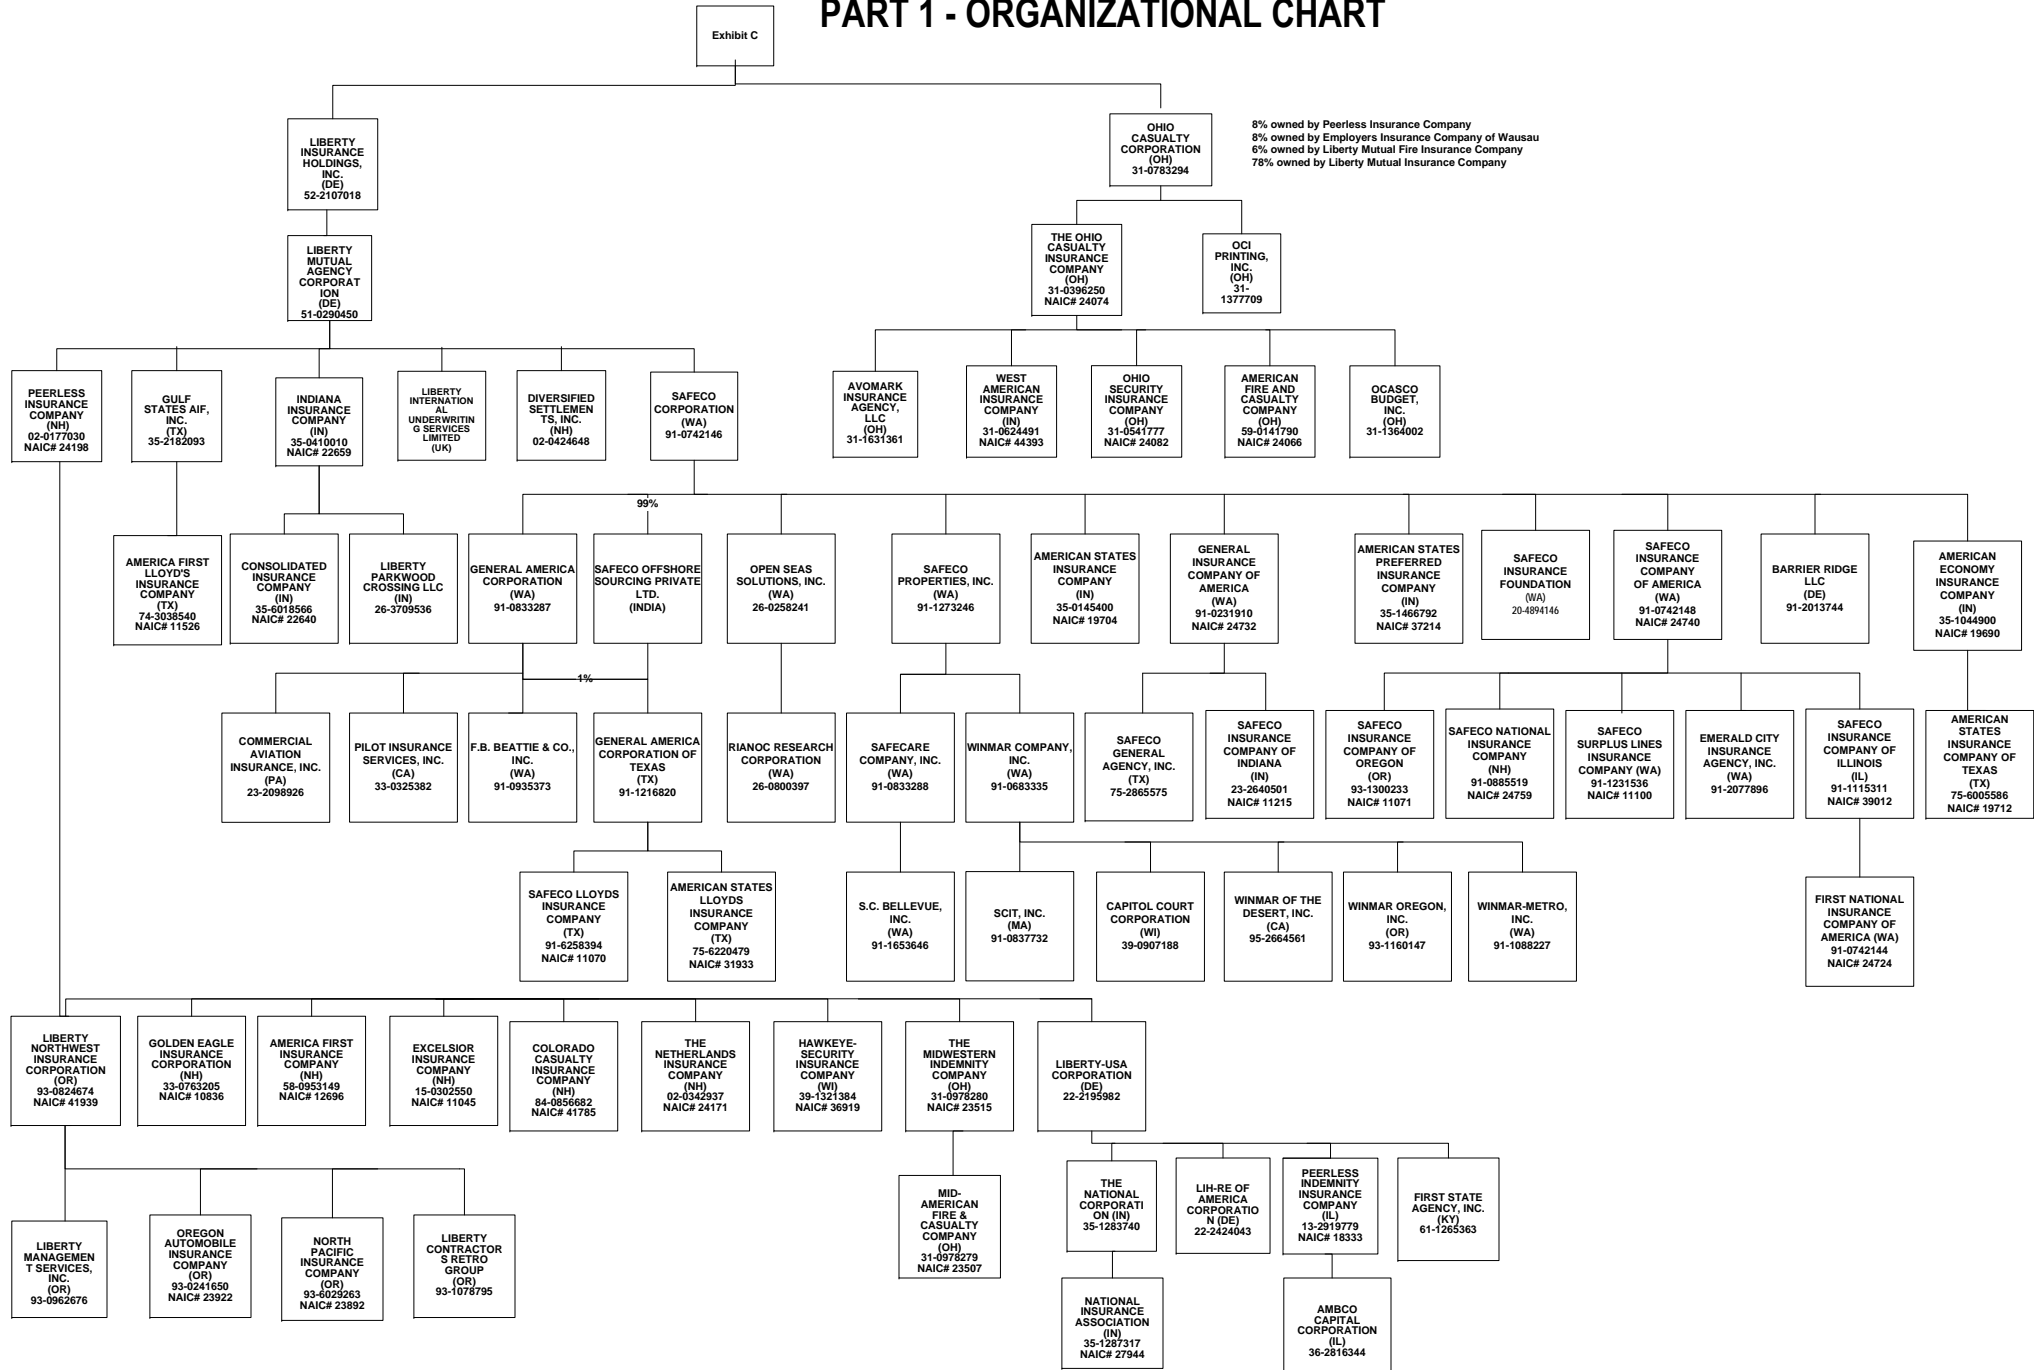 PART 1 - ORGANIZATIONAL CHART
Exhibit C
LIBERTY
INSURANCE
HOLDINGS,
INC.
(DE)
52-2107018
OHIO
CASUALTY
CORPORATION
(OH)
31-0783294
8% owned by Peerless Insurance Company
8% owned by Employers Insurance Company of Wausau
6% owned by Liberty Mutual Fire Insurance Company
78% owned by Liberty Mutual Insurance Company
LIBERTY
MUTUAL
AGENCY
CORPORAT
ION
(DE)
51-0290450
THE OHIO
CASUALTY
INSURANCE
COMPANY
(OH)
31-0396250
NAIC# 24074
OCI
PRINTING,
INC.
(OH)
31-
1377709
PEERLESS
INSURANCE
COMPANY
(NH)
02-0177030
NAIC# 24198
GULF
STATES AIF,
INC.
(TX)
35-2182093
INDIANA
INSURANCE
COMPANY
(IN)
35-0410010
NAIC# 22659
LIBERTY
INTERNATION
AL
UNDERWRITIN
G SERVICES
LIMITED
(UK)
DIVERSIFIED
SETTLEMEN
TS, INC.
(NH)
02-0424648
SAFECO
CORPORATION
(WA)
91-0742146
AVOMARK
INSURANCE
AGENCY,
LLC
(OH)
31-1631361
WEST
AMERICAN
INSURANCE
COMPANY
(IN)
31-0624491
NAIC# 44393
OHIO
SECURITY
INSURANCE
COMPANY
(OH)
31-0541777
NAIC# 24082
AMERICAN
FIRE AND
CASUALTY
COMPANY
(OH)
59-0141790
NAIC# 24066
OCASCO
BUDGET,
INC.
(OH)
31-1364002
99%
AMERICA FIRST
LLOYD'S
INSURANCE
COMPANY
(TX)
74-3038540
NAIC# 11526
CONSOLIDATED
INSURANCE
COMPANY
(IN)
35-6018566
NAIC# 22640
LIBERTY
PARKWOOD
CROSSING LLC
(IN)
26-3709536
GENERAL AMERICA
CORPORATION
(WA)
91-0833287
SAFECO OFFSHORE
SOURCING PRIVATE
LTD.
(INDIA)
OPEN SEAS
SOLUTIONS, INC.
(WA)
26-0258241
SAFECO
PROPERTIES, INC.
(WA)
91-1273246
AMERICAN STATES
INSURANCE
COMPANY
(IN)
35-0145400
NAIC# 19704
GENERAL
INSURANCE
COMPANY OF
AMERICA
(WA)
91-0231910
NAIC# 24732
AMERICAN STATES
PREFERRED
INSURANCE
COMPANY
(IN)
35-1466792
NAIC# 37214
SAFECO
INSURANCE
FOUNDATION
(WA)
20-4894146
SAFECO
INSURANCE
COMPANY
OF AMERICA
(WA)
91-0742148
NAIC# 24740
BARRIER RIDGE
LLC
(DE)
91-2013744
AMERICAN
ECONOMY
INSURANCE
COMPANY
(IN)
35-1044900
NAIC# 19690
1%
COMMERCIAL
AVIATION
INSURANCE, INC.
(PA)
23-2098926
PILOT INSURANCE
SERVICES, INC.
(CA)
33-0325382
F.B. BEATTIE & CO.,
INC.
(WA)
91-0935373
GENERAL AMERICA
CORPORATION OF
TEXAS
(TX)
91-1216820
RIANOC RESEARCH
CORPORATION
(WA)
26-0800397
SAFECARE
COMPANY, INC.
(WA)
91-0833288
WINMAR COMPANY,
INC.
(WA)
91-0683335
SAFECO
GENERAL
AGENCY, INC.
(TX)
75-2865575
SAFECO
INSURANCE
COMPANY OF
INDIANA
(IN)
23-2640501
NAIC# 11215
SAFECO
INSURANCE
COMPANY OF
OREGON
(OR)
93-1300233
NAIC# 11071
SAFECO NATIONAL
INSURANCE
COMPANY
(NH)
91-0885519
NAIC# 24759
SAFECO
SURPLUS LINES
INSURANCE
COMPANY (WA)
91-1231536
NAIC# 11100
EMERALD CITY
INSURANCE
AGENCY, INC.
(WA)
91-2077896
SAFECO
INSURANCE
COMPANY OF
ILLINOIS
(IL)
91-1115311
NAIC# 39012
AMERICAN
STATES
INSURANCE
COMPANY OF
TEXAS
(TX)
75-6005586
NAIC# 19712
SAFECO LLOYDS
INSURANCE
COMPANY
(TX)
91-6258394
NAIC# 11070
AMERICAN STATES
LLOYDS
INSURANCE
COMPANY
(TX)
75-6220479
NAIC# 31933
S.C. BELLEVUE,
INC.
(WA)
91-1653646
SCIT, INC.
(MA)
91-0837732
CAPITOL COURT
CORPORATION
(WI)
39-0907188
WINMAR OF THE
DESERT, INC.
(CA)
95-2664561
WINMAR OREGON,
INC.
(OR)
93-1160147
WINMAR-METRO,
INC.
(WA)
91-1088227
FIRST NATIONAL
INSURANCE
COMPANY OF
AMERICA (WA)
91-0742144
NAIC# 24724
LIBERTY
NORTHWEST
INSURANCE
CORPORATION
(OR)
93-0824674
NAIC# 41939
GOLDEN EAGLE
INSURANCE
CORPORATION
(NH)
33-0763205
NAIC# 10836
AMERICA FIRST
INSURANCE
COMPANY
(NH)
58-0953149
NAIC# 12696
EXCELSIOR
INSURANCE
COMPANY
(NH)
15-0302550
NAIC# 11045
COLORADO
CASUALTY
INSURANCE
COMPANY
(NH)
84-0856682
NAIC# 41785
THE
NETHERLANDS
INSURANCE
COMPANY
(NH)
02-0342937
NAIC# 24171
HAWKEYE-
SECURITY
INSURANCE
COMPANY
(WI)
39-1321384
NAIC# 36919
THE
MIDWESTERN
INDEMNITY
COMPANY
(OH)
31-0978280
NAIC# 23515
LIBERTY-USA
CORPORATION
(DE)
22-2195982
LIBERTY
MANAGEMEN
T SERVICES,
INC.
(OR)
93-0962676
OREGON
AUTOMOBILE
INSURANCE
COMPANY
(OR)
93-0241650
NAIC# 23922
NORTH
PACIFIC
INSURANCE
COMPANY
(OR)
93-6029263
NAIC# 23892
LIBERTY
CONTRACTOR
S RETRO
GROUP
(OR)
93-1078795
MID-
AMERICAN
FIRE &
CASUALTY
COMPANY
(OH)
31-0978279
NAIC# 23507
THE
NATIONAL
CORPORATI
ON (IN)
35-1283740
LIH-RE OF
AMERICA
CORPORATIO
N (DE)
22-2424043
PEERLESS
INDEMNITY
INSURANCE
COMPANY
(IL)
13-2919779
NAIC# 18333
FIRST STATE
AGENCY, INC.
(KY)
61-1265363
NATIONAL
INSURANCE
ASSOCIATION
(IN)
35-1287317
NAIC# 27944
AMBCO
CAPITAL
CORPORATION
(IL)
36-2816344